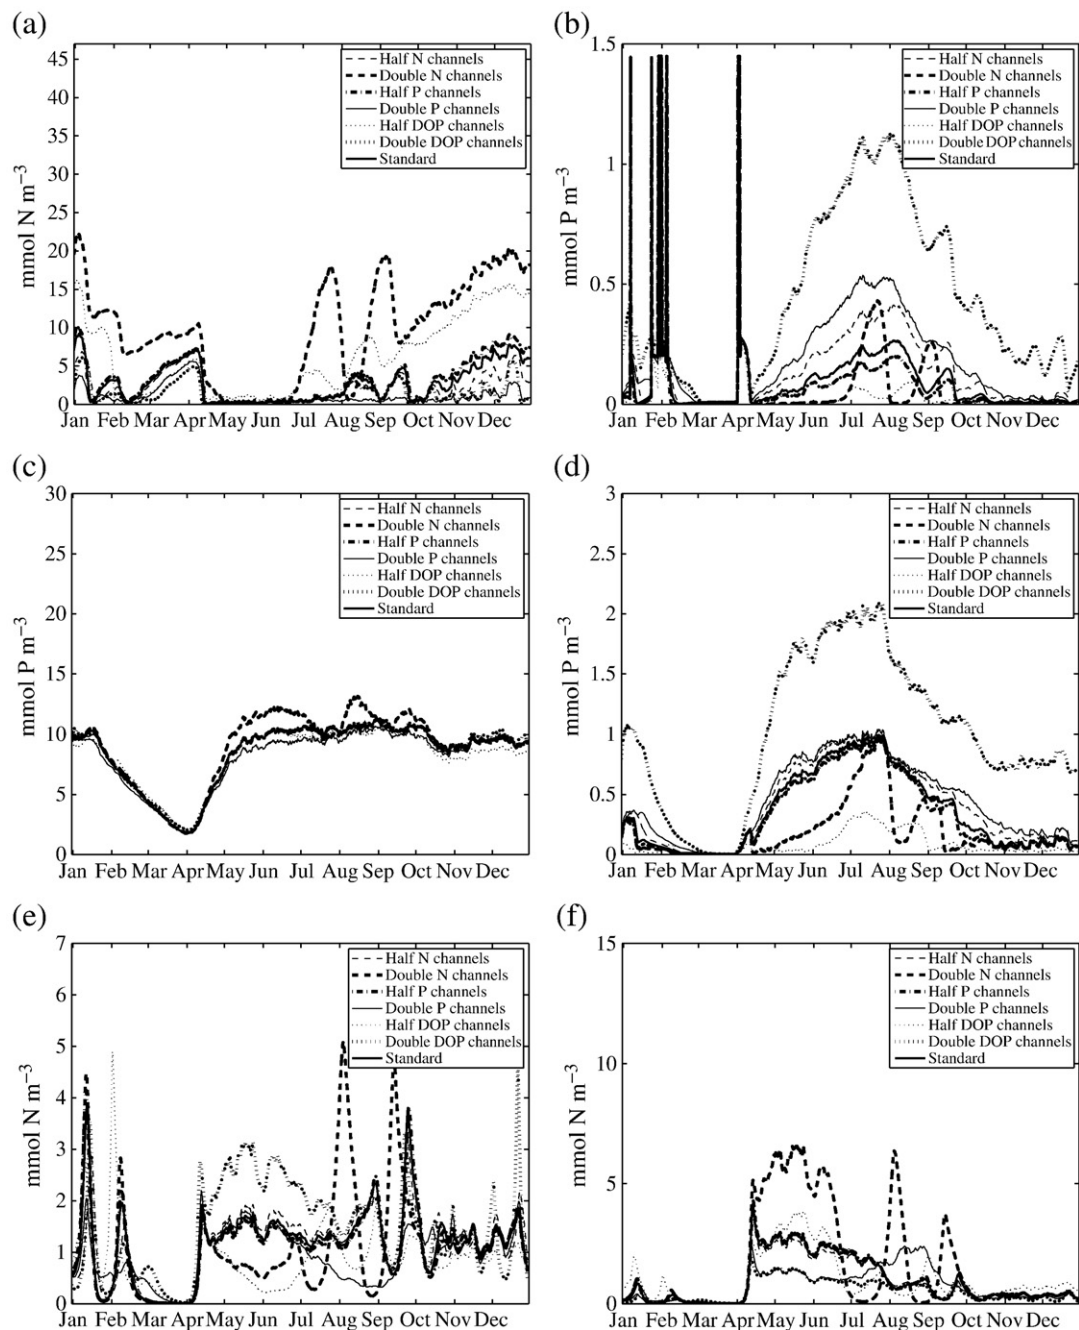 (a)
(b)
45
40
35
30
25
20
15
10
5
0
mmol N m⁻³
Half N channels
Double N channels
Half P channels
Double P channels
Half DOP channels
Double DOP channels
Standard
Jan Feb Mar Apr May Jun Jul Aug Sep Oct Nov Dec
1.5
1
0.5
0
mmol P m⁻³
Half N channels
Double N channels
Half P channels
Double P channels
Half DOP channels
Double DOP channels
Standard
Jan Feb Mar Apr May Jun Jul Aug Sep Oct Nov Dec
(c)
(d)
30
25
20
15
10
5
0
mmol P m⁻³
Half N channels
Double N channels
Half P channels
Double P channels
Half DOP channels
Double DOP channels
Standard
Jan Feb Mar Apr May Jun Jul Aug Sep Oct Nov Dec
3
2.5
2
1.5
1
0.5
0
mmol P m⁻³
Half N channels
Double N channels
Half P channels
Double P channels
Half DOP channels
Double DOP channels
Standard
Jan Feb Mar Apr May Jun Jul Aug Sep Oct Nov Dec
(e)
(f)
7
6
5
4
3
2
1
0
mmol N m⁻³
Half N channels
Double N channels
Half P channels
Double P channels
Half DOP channels
Double DOP channels
Standard
Jan Feb Mar Apr May Jun Jul Aug Sep Oct Nov Dec
15
10
5
0
mmol N m⁻³
Half N channels
Double N channels
Half P channels
Double P channels
Half DOP channels
Double DOP channels
Standard
Jan Feb Mar Apr May Jun Jul Aug Sep Oct Nov Dec